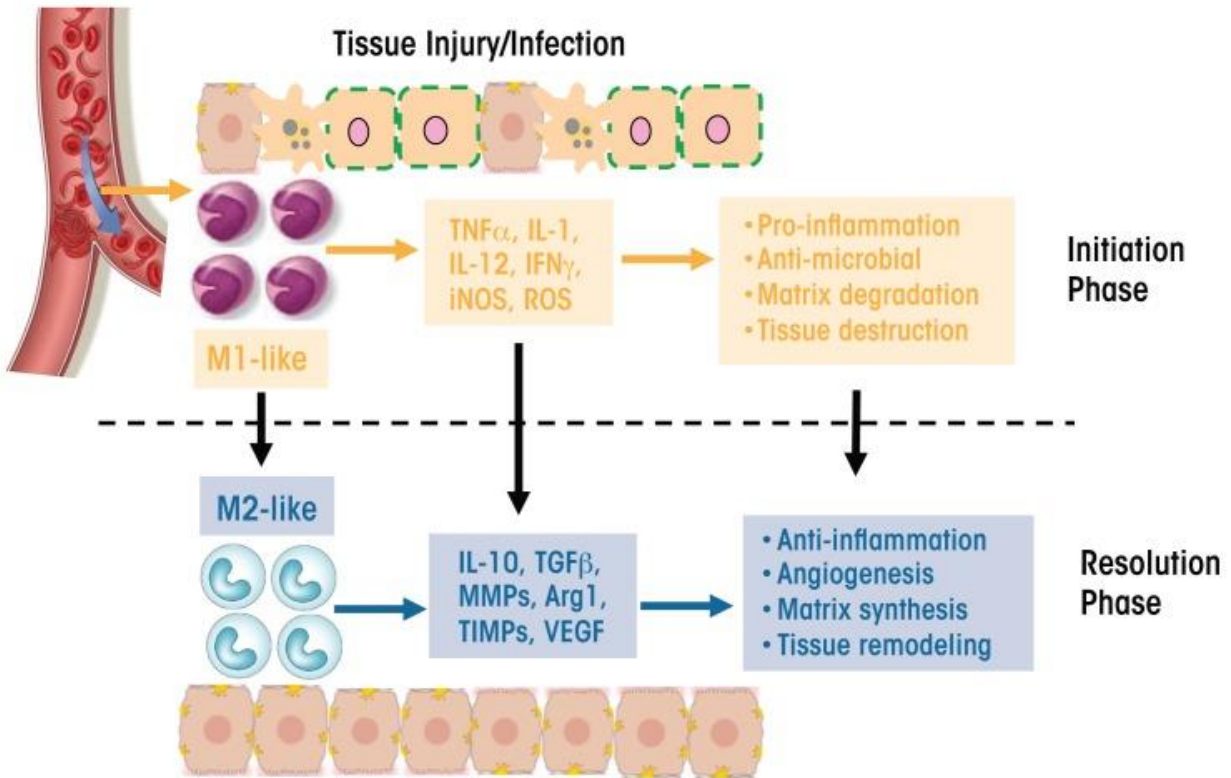 Tissue Injury/Infection
TNFα, IL-1,
IL-12, IFNγ,
iNOS, ROS
• Pro-inflammation
• Anti-microbial
• Matrix degradation
• Tissue destruction
Initiation
Phase
M1-like
M2-like
IL-10, TGFβ,
MMPs, Arg1,
TIMPs, VEGF
• Anti-inflammation
• Angiogenesis
• Matrix synthesis
• Tissue remodeling
Resolution
Phase